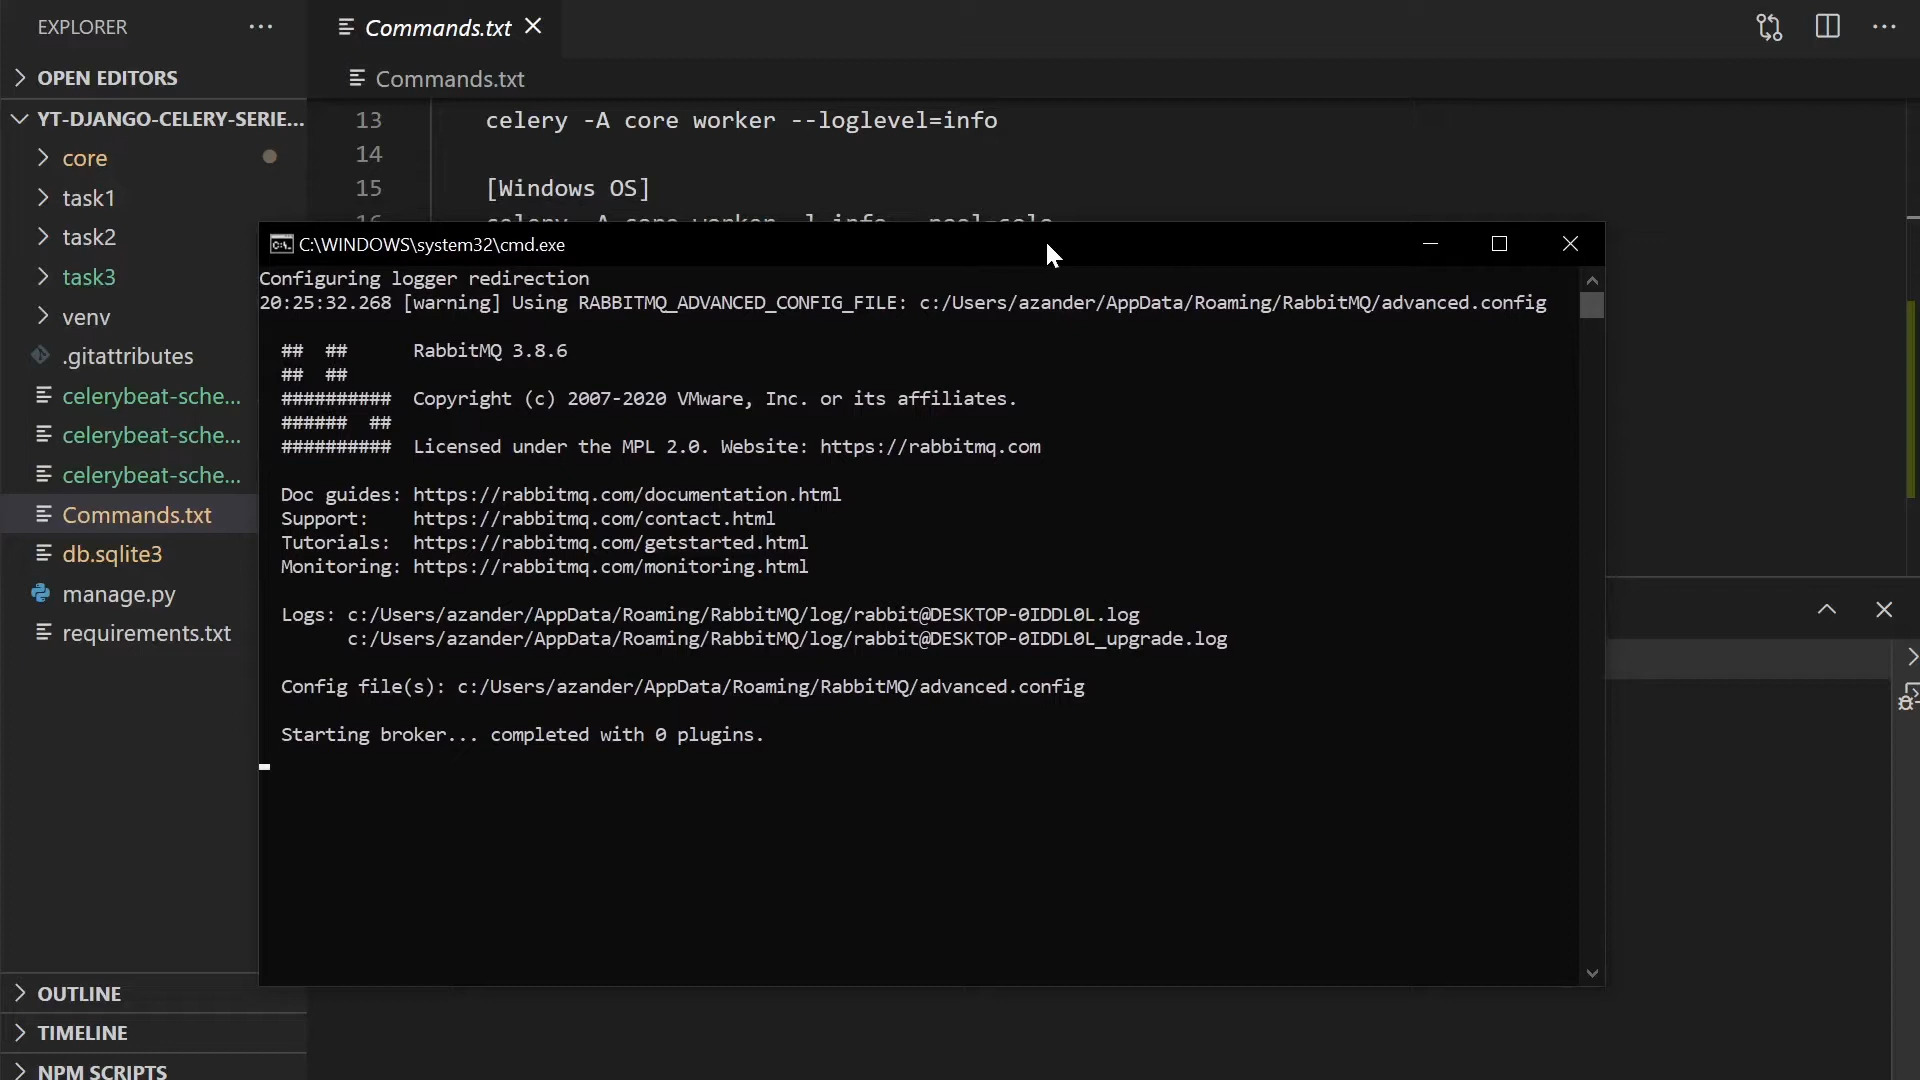 EXPLORER
Commands.txt
OPEN EDITORS
Commands.txt
YT-DJANGO-CELERY-SERIE...
core
task1
task2
task3
venv
.gitattributes
celerybeat-sche...
celerybeat-sche...
celerybeat-sche...
Commands.txt
db.sqlite3
manage.py
requirements.txt
OUTLINE
TIMELINE
NPM SCRIPTS
13 celery -A core worker --loglevel=info
14
15 [Windows OS]
C:\WINDOWS\system32\cmd.exe
Configuring logger redirection
20:25:32.268 [warning] Using RABBITMQ_ADVANCED_CONFIG_FILE: c:/Users/azander/AppData/Roaming/RabbitMQ/advanced.config
## ## RabbitMQ 3.8.6
## ##
########## Copyright (c) 2007-2020 VMware, Inc. or its affiliates.
###### ##
########## Licensed under the MPL 2.0. Website: https://rabbitmq.com
Doc guides: https://rabbitmq.com/documentation.html
Support: https://rabbitmq.com/contact.html
Tutorials: https://rabbitmq.com/getstarted.html
Monitoring: https://rabbitmq.com/monitoring.html
Logs: c:/Users/azander/AppData/Roaming/RabbitMQ/log/rabbit@DESKTOP-0IDDL0L.log
c:/Users/azander/AppData/Roaming/RabbitMQ/log/rabbit@DESKTOP-0IDDL0L_upgrade.log
Config file(s): c:/Users/azander/AppData/Roaming/RabbitMQ/advanced.config
Starting broker... completed with 0 plugins.